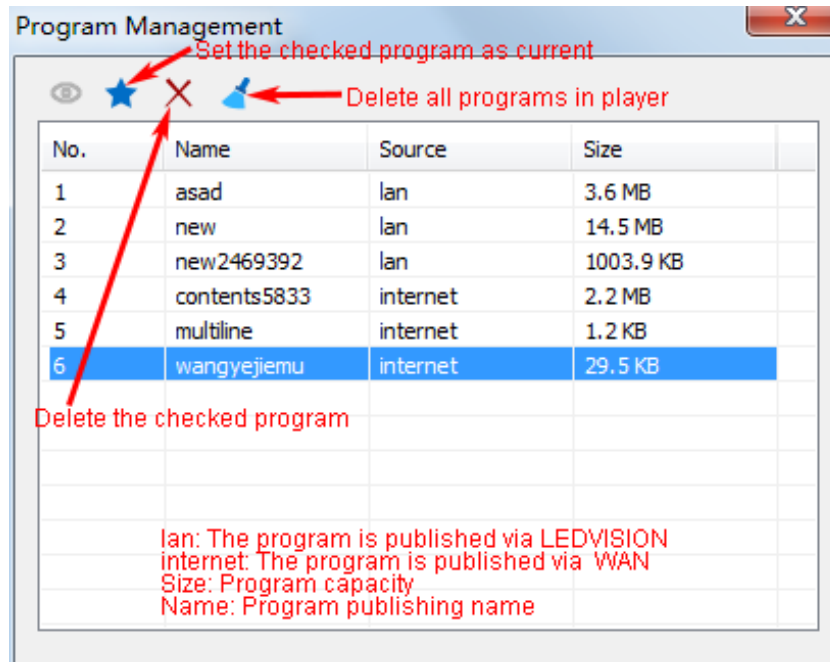 Program Management
Set the checked program as current
Delete all programs in player
No. Name Source Size
1 asad lan 3.6 MB
2 new lan 14.5 MB
3 new2469392 lan 1003.9 KB
4 contents5833 internet 2.2 MB
5 multiline internet 1.2 KB
6 wangyejiemu internet 29.5 KB
Delete the checked program
lan: The program is published via LEDVISION
internet: The program is published via WAN
Size: Program capacity
Name: Program publishing name